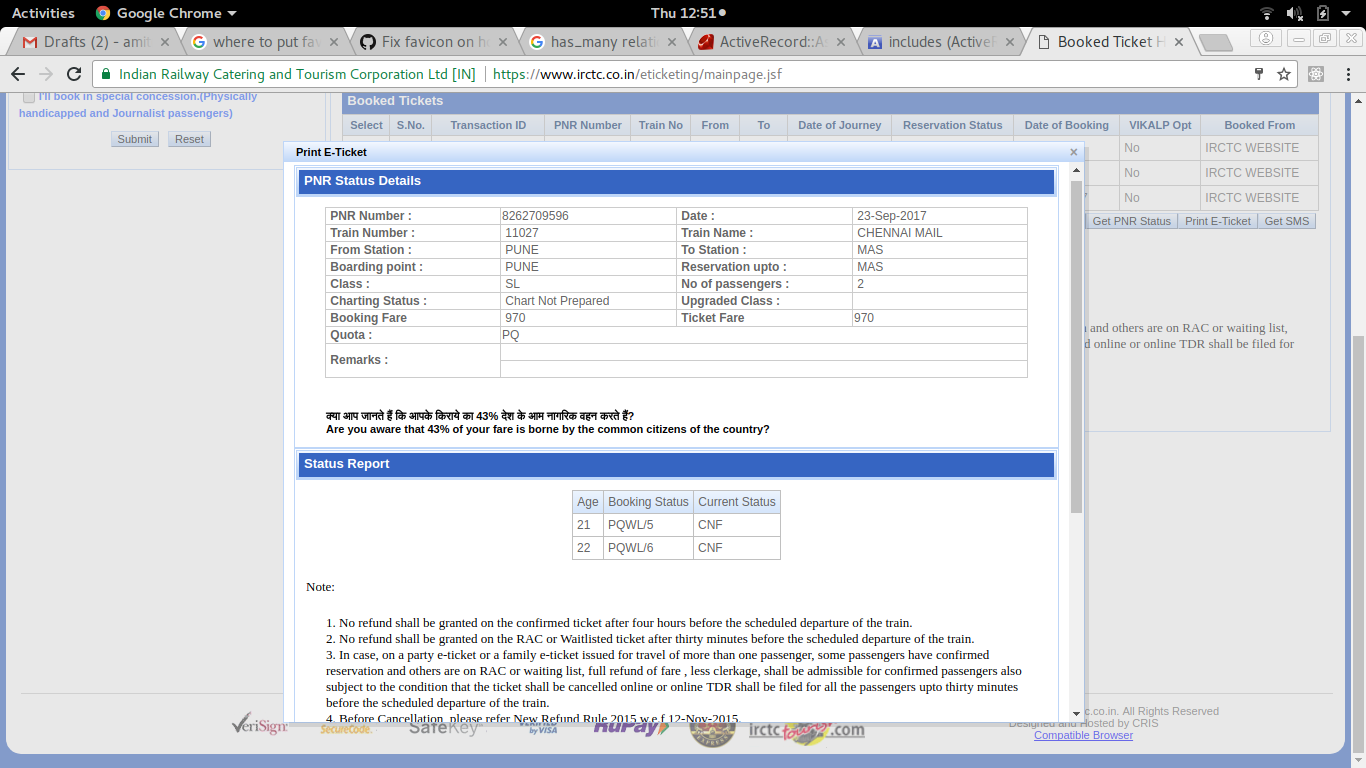 Activities Google Chrome Thu 12:51
Drafts (2) - amit where to put fav Fix favicon on h has_many relati ActiveRecord::As includes (ActiveR Booked Ticket H
Indian Railway Catering and Tourism Corporation Ltd [IN] https://www.irctc.co.in/eticketing/mainpage.jsf
I'll book in special concession.(Physically
handicapped and Journalist passengers)
Submit Reset
Booked Tickets
Select S.No. Transaction ID PNR Number Train No From To Date of Journey Reservation Status Date of Booking VIKALP Opt Booked From
No IRCTC WEBSITE
No IRCTC WEBSITE
No IRCTC WEBSITE
Get PNR Status Print E-Ticket Get SMS
and others are on RAC or waiting list,
online or online TDR shall be filed for
Print E-Ticket
PNR Status Details
PNR Number : 8262709596 Date : 23-Sep-2017
Train Number : 11027 Train Name : CHENNAI MAIL
From Station : PUNE To Station : MAS
Boarding point : PUNE Reservation upto : MAS
Class : SL No of passengers : 2
Charting Status : Chart Not Prepared Upgraded Class :
Booking Fare 970 Ticket Fare 970
Quota : PQ
Remarks :
क्या आप जानते हैं कि आपके किराये का 43% देश के आम नागरिक वहन करते हैं?
Are you aware that 43% of your fare is borne by the common citizens of the country?
Status Report
Age Booking Status Current Status
21 PQWL/5 CNF
22 PQWL/6 CNF
Note:
1. No refund shall be granted on the confirmed ticket after four hours before the scheduled departure of the train.
2. No refund shall be granted on the RAC or Waitlisted ticket after thirty minutes before the scheduled departure of the train.
3. In case, on a party e-ticket or a family e-ticket issued for travel of more than one passenger, some passengers have confirmed
reservation and others are on RAC or waiting list, full refund of fare , less clerkage, shall be admissible for confirmed passengers also
subject to the condition that the ticket shall be cancelled online or online TDR shall be filed for all the passengers upto thirty minutes
before the scheduled departure of the train.
4. Before Cancellation, please refer New Refund Rule 2015 w.e.f 12-Nov-2015.
VeriSign SecureCode. SafeKey by VISA RuPay irctc tourism .com
c.co.in. All Rights Reserved
Designed and Hosted by CRIS
Compatible Browser